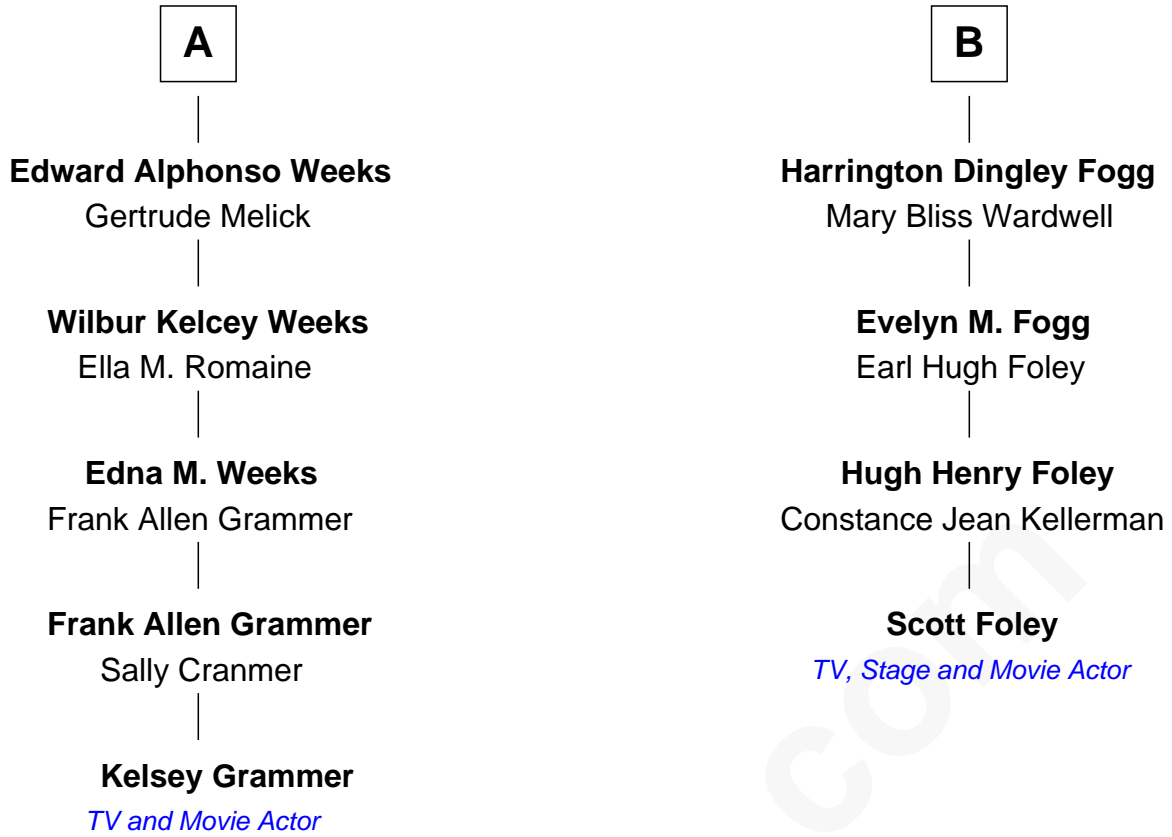 A
Edward Alphonso Weeks
Gertrude Melick
Wilbur Kelcey Weeks
Ella M. Romaine
Edna M. Weeks
Frank Allen Grammer
Frank Allen Grammer
Sally Cranmer
Kelsey Grammer
TV and Movie Actor
B
Harrington Dingley Fogg
Mary Bliss Wardwell
Evelyn M. Fogg
Earl Hugh Foley
Hugh Henry Foley
Constance Jean Kellerman
Scott Foley
TV, Stage and Movie Actor
com